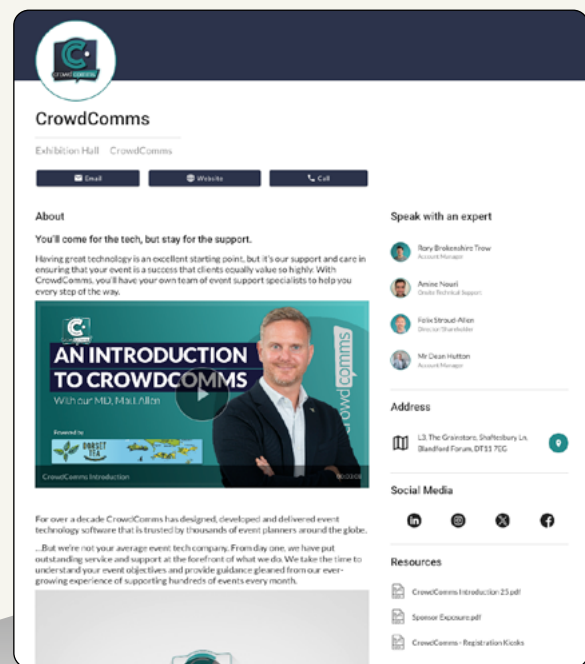 crowdcomms
CrowdComms
Exhibition Hall CrowdComms
Email
Website
Call
About
You'll come for the tech, but stay for the support.
Having great technology is an excellent starting point, but it's our support and care in
ensuring that your event is a success that clients equally value so highly. With
CrowdComms, you'll have your own team of event support specialists to help you
every step of the way.
AN INTRODUCTION
TO CROWDCOMMS
With our MD, Matt Allen
Powered by
DORSET
TEA
crowdcomms
CrowdComms Introduction
For over a decade CrowdComms has designed, developed and delivered event
technology software that is trusted by thousands of event planners around the globe.
...But we're not your average event tech company. From day one, we have put
outstanding service and support at the forefront of what we do. We take the time to
understand your event objectives and provide guidance gleaned from our ever-
growing experience of supporting hundreds of events every month.
Speak with an expert
Rory Brokenshire Trow
Account Manager
Amine Nouri
Onsite Technical Support
Felix Stroud-Allen
Director/Shareholder
Mr Dean Hutton
Account Manager
Address
L3, The Grainstore, Shaftesbury Ln,
Blandford Forum, DT11
Social Media
Resources
CrowdComms Introduction 25.pdf
Sponsor Exposure.pdf
CrowdComms - Registration Kiosks